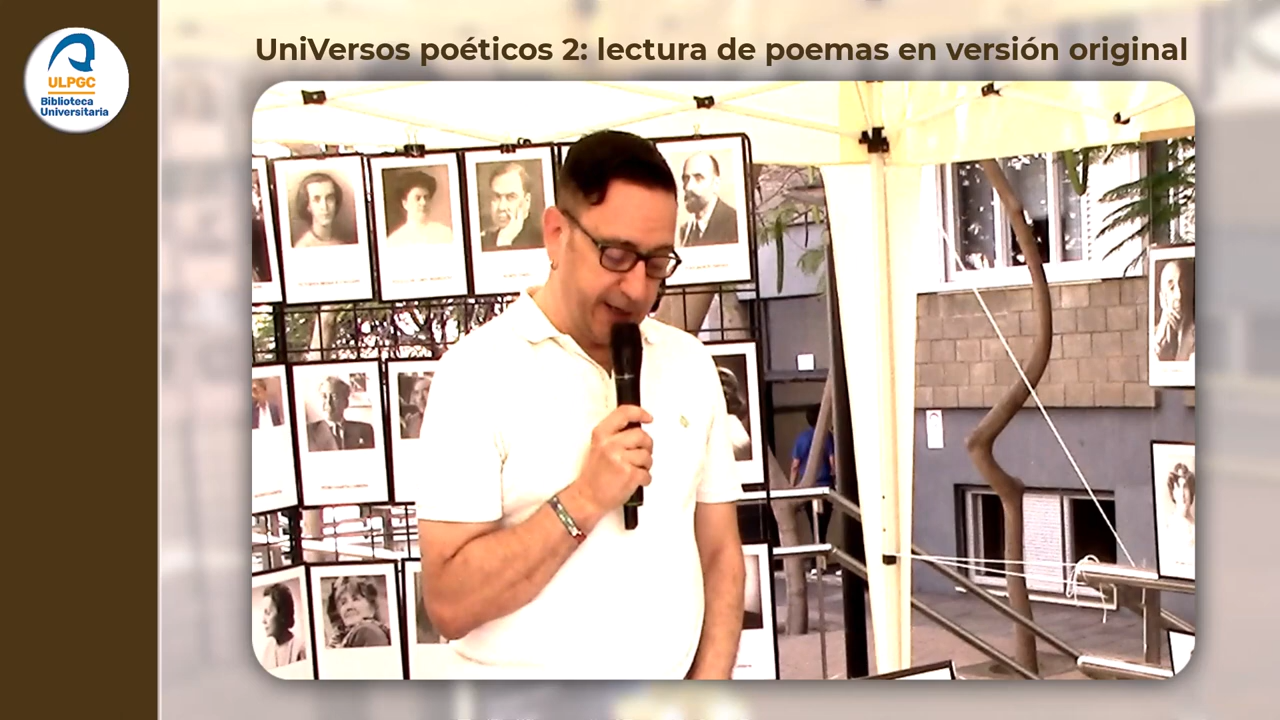 UniVersos poéticos 2: lectura de poemas en versión original
ULPGC
Biblioteca
Universitaria